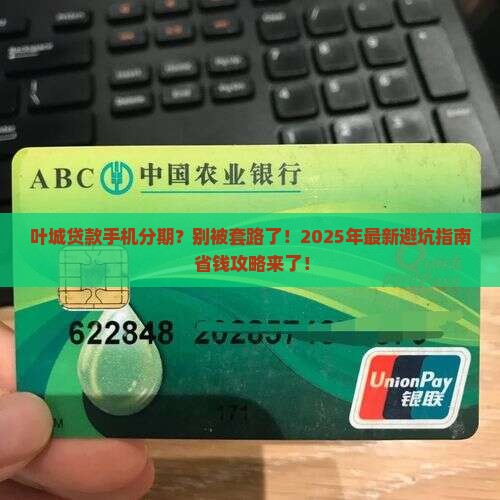 ABC 中国农业银行
叶城贷款手机分期？别被套路了！2025年最新避坑指南
省钱攻略来了！
622848
UnionPay
银联
171